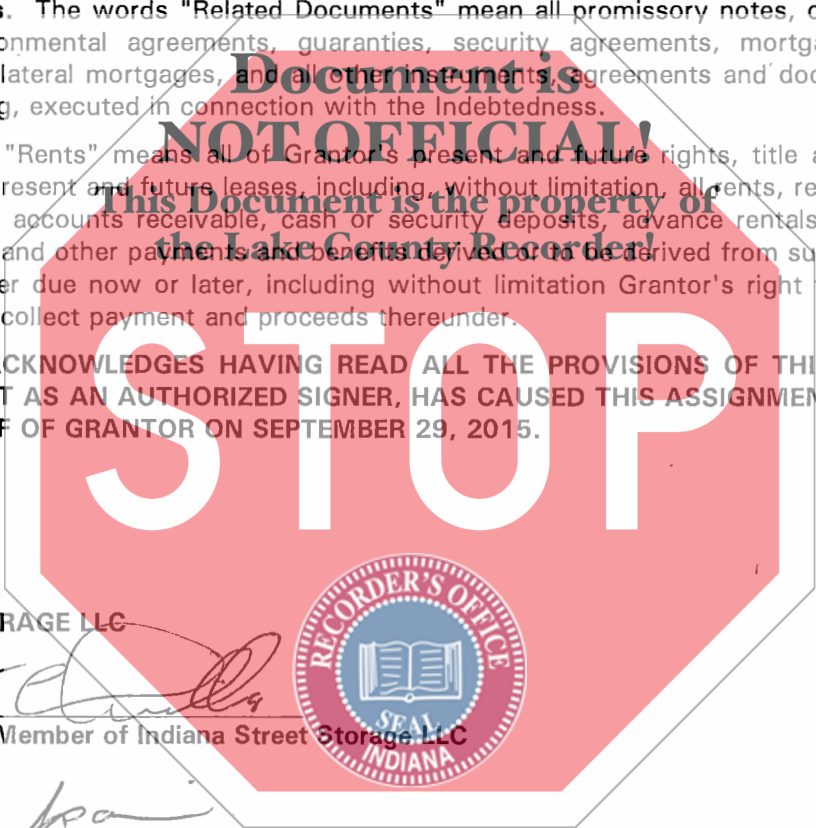 s. The words "Related Documents" mean all promissory notes, c
onmental agreements, guaranties, security agreements, mortga
lateral mortgages, and all other instruments, agreements and doc
g, executed in connection with the Indebtedness.
"Rents" means all of Grantor's present and future rights, title a
resent and future leases, including, without limitation, all rents, re
accounts receivable, cash or security deposits, advance rentals
and other payments and benefits derived or to be derived from su
er due now or later, including without limitation Grantor's right t
collect payment and proceeds thereunder.
CKNOWLEDGES HAVING READ ALL THE PROVISIONS OF THI
T AS AN AUTHORIZED SIGNER, HAS CAUSED THIS ASSIGNMEN
F OF GRANTOR ON SEPTEMBER 29, 2015.
Document is
NOT OFFICIAL!
This Document is the property of
the Lake County Recorder!
STOP
RECORDER'S OFFICE
SEAL
INDIANA
RAGE LLC
Member of Indiana Street Storage LLC